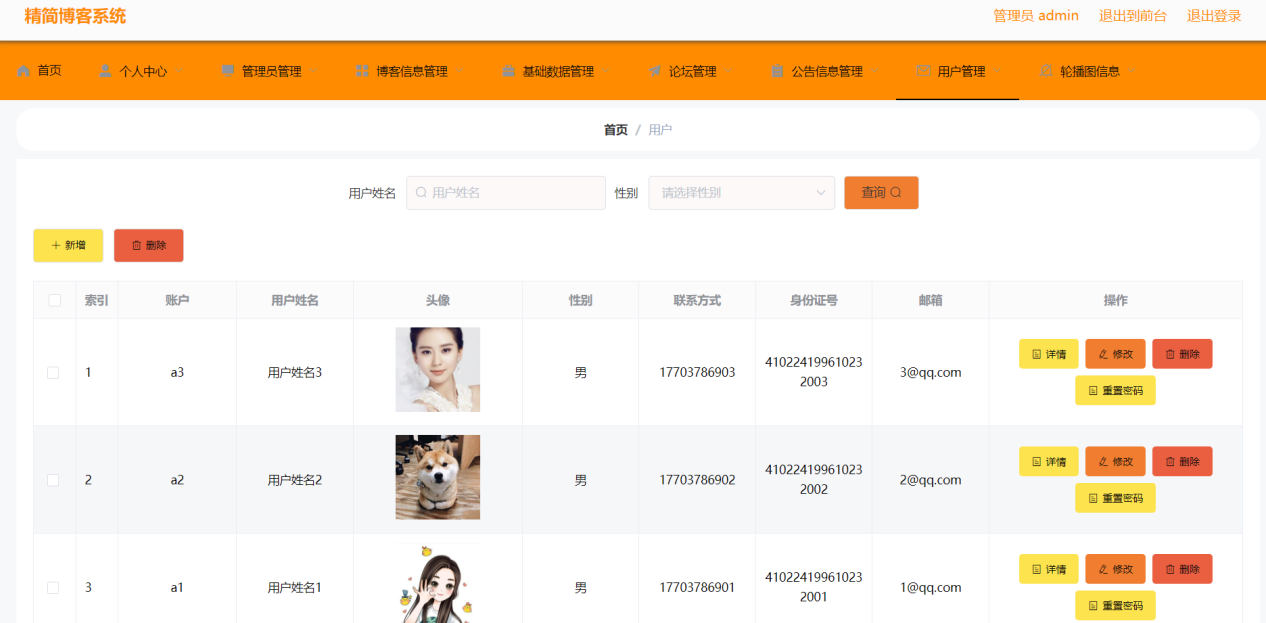 精简博客系统
管理员 admin 退出到前台 退出登录
首页 个人中心 管理员管理 博客信息管理 基础数据管理 论坛管理 公告信息管理 用户管理 轮播图信息
首页 / 用户
用户姓名 用户姓名 性别 请选择性别 查询
+ 新增 删除
索引 账户 用户姓名 头像 性别 联系方式 身份证号 邮箱 操作
1 a3 用户姓名3 男 17703786903 41022419961023 3@qq.com 详情 修改 删除
2003 重置密码
2 a2 用户姓名2 男 17703786902 41022419961023 2@qq.com 详情 修改 删除
2002 重置密码
3 a1 用户姓名1 男 17703786901 41022419961023 1@qq.com 详情 修改 删除
2001 重置密码